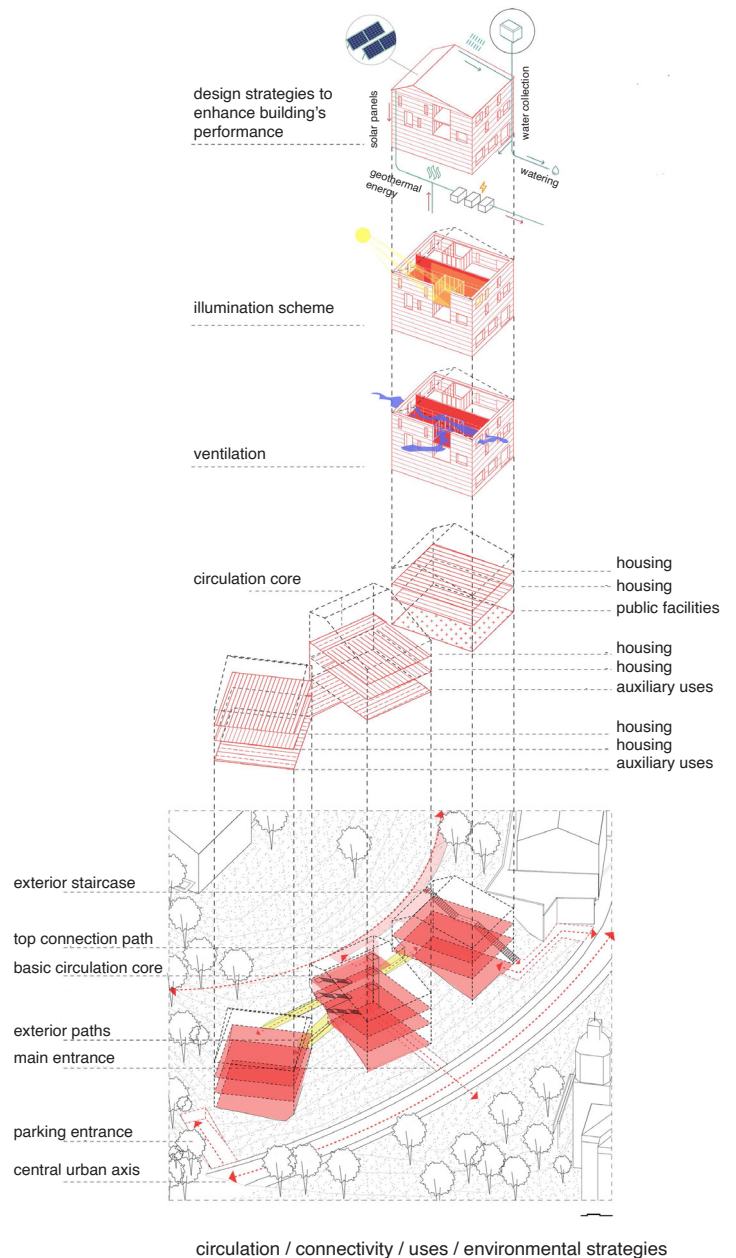 design strategies to
enhance building's
performance
solar panels
water collection
geothermal
energy
watering
illumination scheme
ventilation
circulation core
housing
housing
public facilities
housing
housing
auxiliary uses
housing
housing
auxiliary uses
exterior staircase
top connection path
basic circulation core
exterior paths
main entrance
parking entrance
central urban axis
circulation / connectivity / uses / environmental strategies